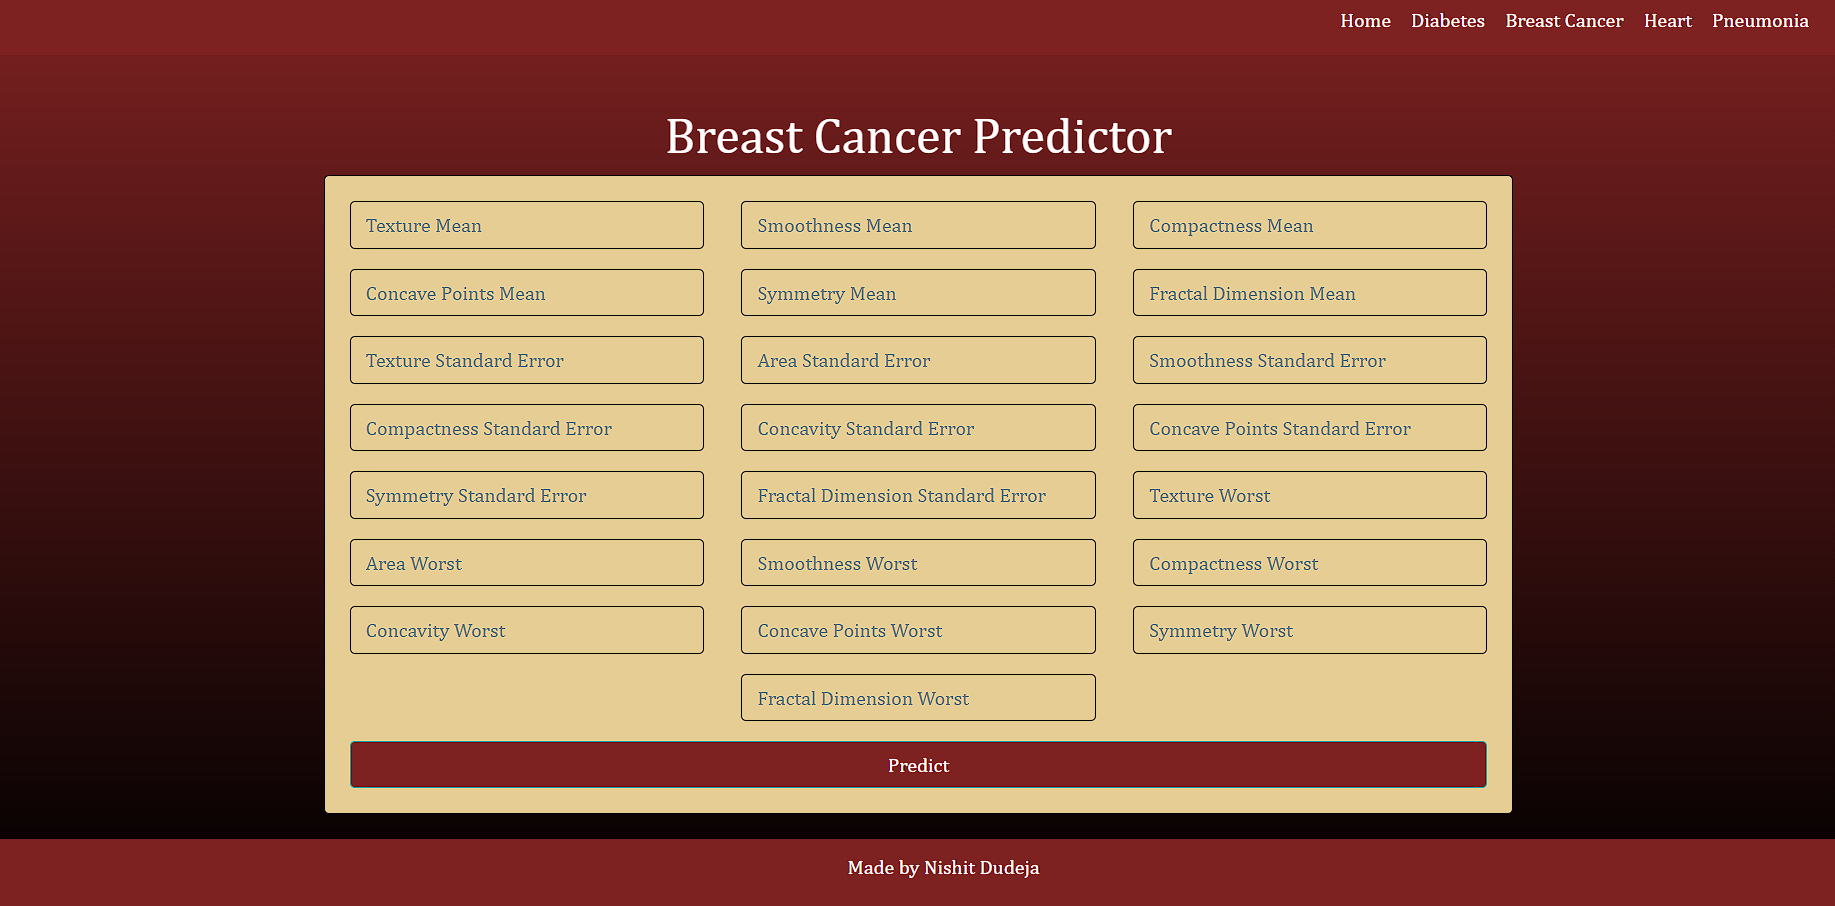 Home Diabetes Breast Cancer Heart Pneumonia
Breast Cancer Predictor
Texture Mean Smoothness Mean Compactness Mean
Concave Points Mean Symmetry Mean Fractal Dimension Mean
Texture Standard Error Area Standard Error Smoothness Standard Error
Compactness Standard Error Concavity Standard Error Concave Points Standard Error
Symmetry Standard Error Fractal Dimension Standard Error Texture Worst
Area Worst Smoothness Worst Compactness Worst
Concavity Worst Concave Points Worst Symmetry Worst
Fractal Dimension Worst
Predict
Made by Nishit Dudeja